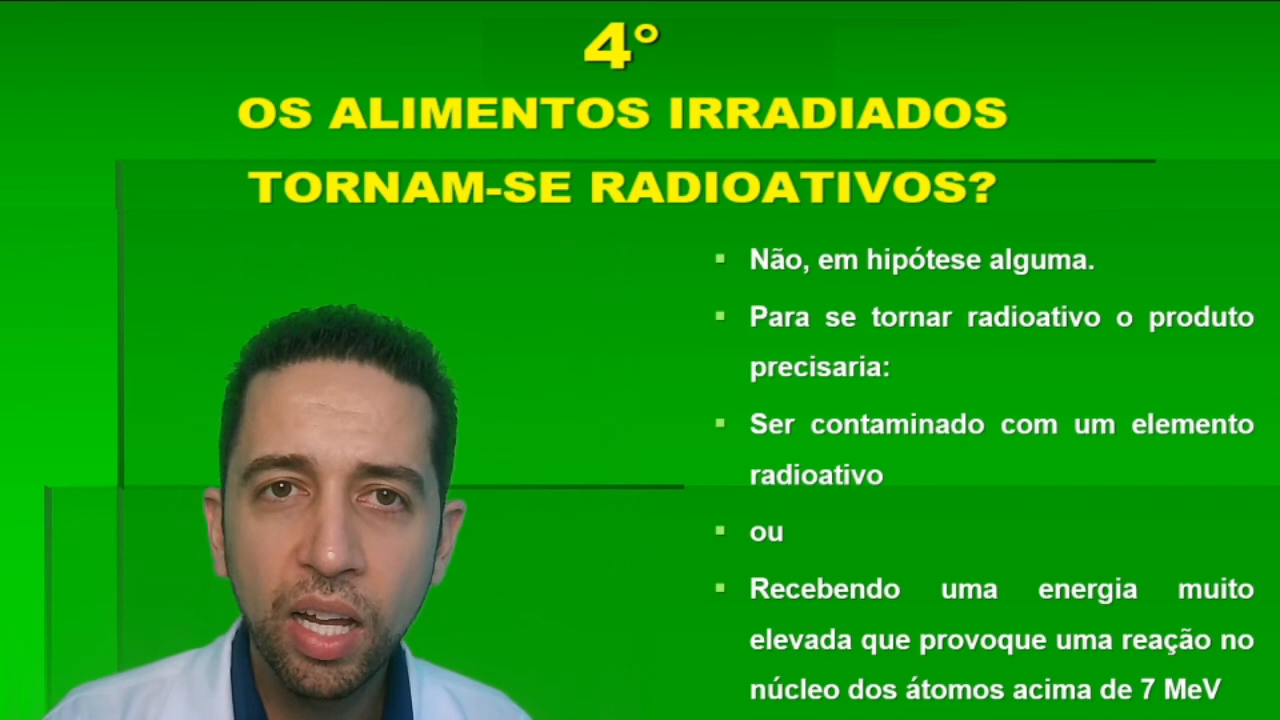 4°
OS ALIMENTOS IRRADIADOS
TORNAM-SE RADIOATIVOS?
Não, em hipótese alguma.
Para se tornar radioativo o produto
precisaria:
Ser contaminado com um elemento
radioativo
ou
Recebendo uma energia muito
elevada que provoque uma reação no
núcleo dos átomos acima de 7 MeV